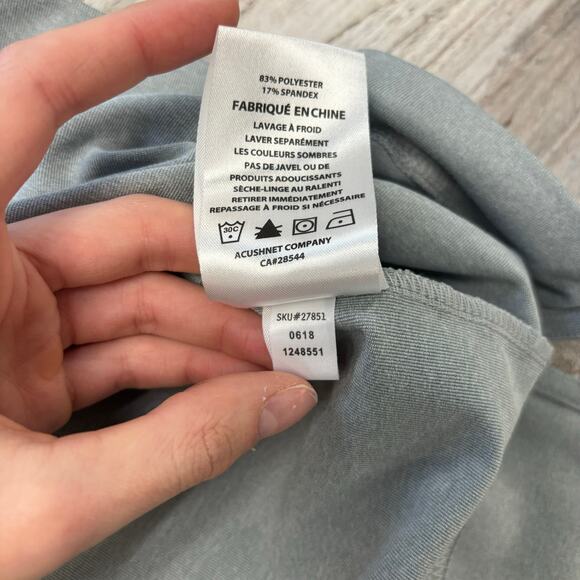 83% POLYESTER
17% SPANDEX
FABRIQUÉ EN CHINE
LAVAGE À FROID
LAVER SEPARÉMENT
LES COULEURS SOMBRES
PAS DE JAVEL OU DE
PRODUITS ADOUCISSANTS
SÈCHE-LINGE AU RALENTI
RETIRER IMMÉDIATEMENT
REPASSAGE À FROID SI NÉCESSAIRE
30C
ACUSHNET COMPANY
CA#28544
SKU#27851
0618
1248551